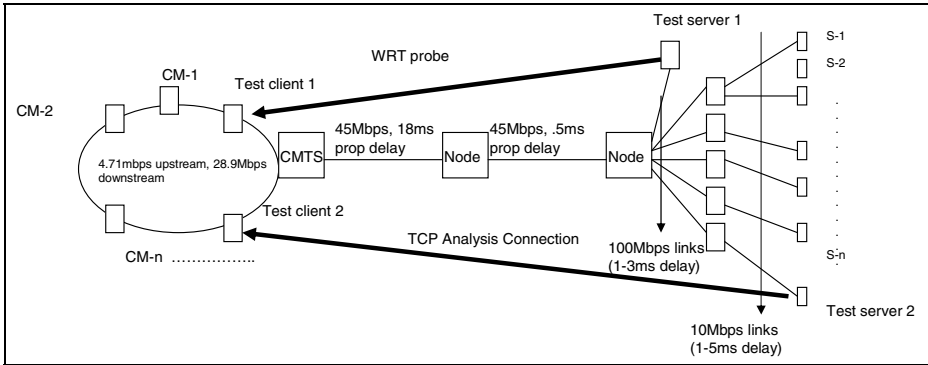 Test server 1
S-1
S-2
WRT probe
CM-1
Test client 1
CM-2
45Mbps, 18ms
prop delay
45Mbps, .5ms
prop delay
CMTS
Node
Node
4.71mbps upstream, 28.9Mbps
downstream
Test client 2
TCP Analysis Connection
100Mbps links
(1-3ms delay)
S-n
CM-n ……………..
Test server 2
10Mbps links
(1-5ms delay)